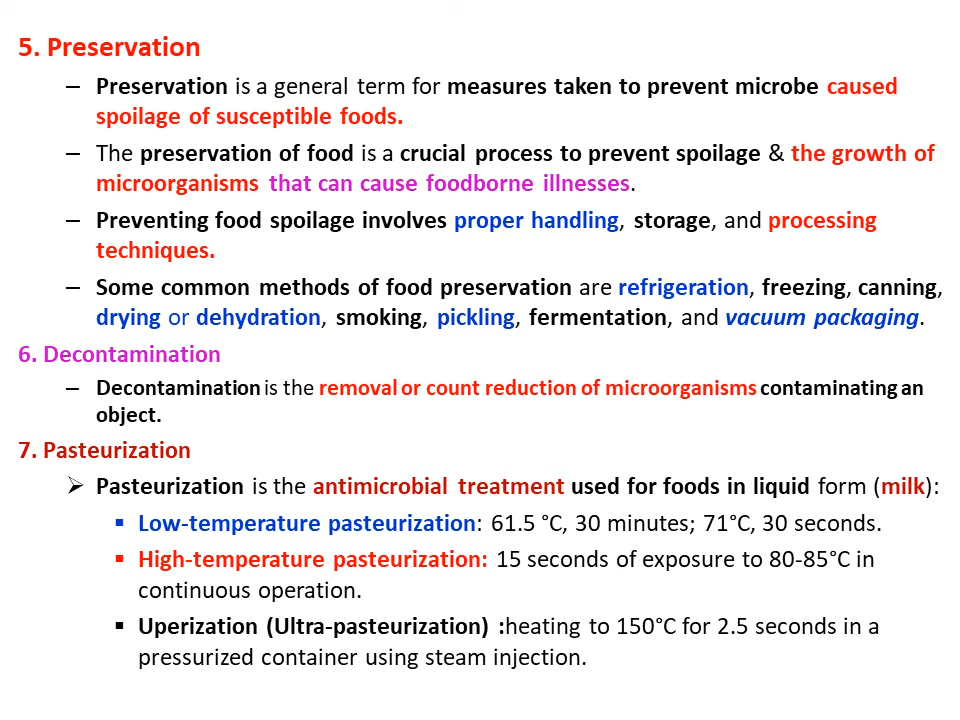 5. Preservation
– Preservation is a general term for measures taken to prevent microbe caused
spoilage of susceptible foods.
– The preservation of food is a crucial process to prevent spoilage & the growth of
microorganisms that can cause foodborne illnesses.
– Preventing food spoilage involves proper handling, storage, and processing
techniques.
– Some common methods of food preservation are refrigeration, freezing, canning,
drying or dehydration, smoking, pickling, fermentation, and vacuum packaging.
6. Decontamination
– Decontamination is the removal or count reduction of microorganisms contaminating an
object.
7. Pasteurization
➢ Pasteurization is the antimicrobial treatment used for foods in liquid form (milk):
▪ Low-temperature pasteurization: 61.5 °C, 30 minutes; 71°C, 30 seconds.
▪ High-temperature pasteurization: 15 seconds of exposure to 80-85°C in
continuous operation.
▪ Uperization (Ultra-pasteurization) :heating to 150°C for 2.5 seconds in a
pressurized container using steam injection.